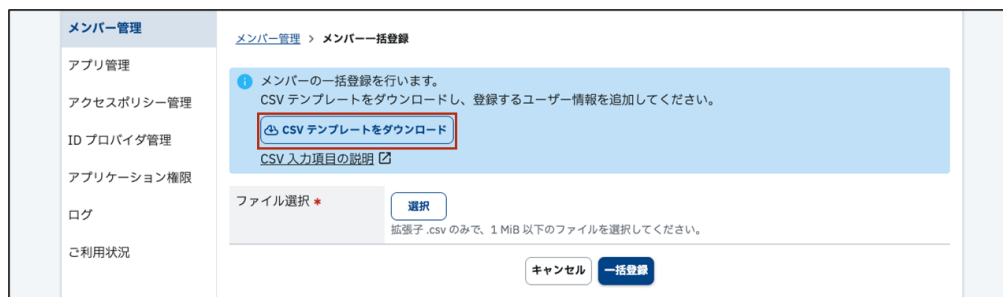 メンバー管理
アプリ管理
アクセスポリシー管理
ID プロバイダ管理
アプリケーション権限
ログ
ご利用状況
メンバー管理 > メンバー一括登録
メンバーの一括登録を行います。
CSV テンプレートをダウンロードし、登録するユーザー情報を追加してください。
CSV テンプレートをダウンロード
CSV 入力項目の説明
ファイル選択 *
選択
拡張子 .csv のみで、1 MiB 以下のファイルを選択してください。
キャンセル 一括登録